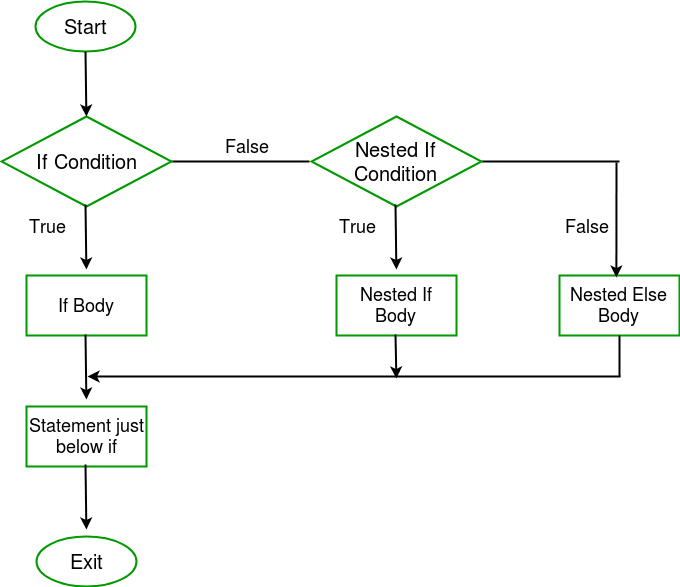 Start
If Condition
False
Nested If
Condition
True
True
False
If Body
Nested If
Body
Nested Else
Body
Statement just
below if
Exit